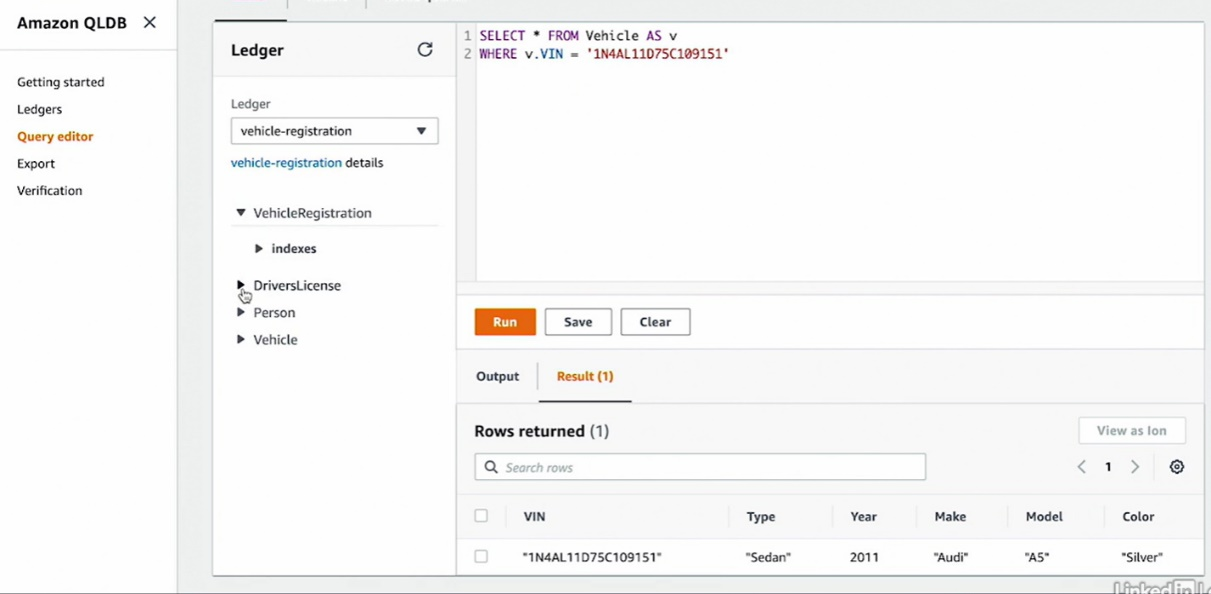 Amazon QLDB
Getting started
Ledgers
Query editor
Export
Verification
Ledger
Ledger
vehicle-registration
vehicle-registration details
VehicleRegistration
indexes
DriversLicense
Person
Vehicle
1 SELECT * FROM Vehicle AS v
2 WHERE v.VIN = '1N4AL11D75C109151'
Run Save Clear
Output Result (1)
Rows returned (1) View as Ion
Search rows 1
VIN Type Year Make Model Color
"1N4AL11D75C109151" "Sedan" 2011 "Audi" "A5" "Silver"
LinkedIn